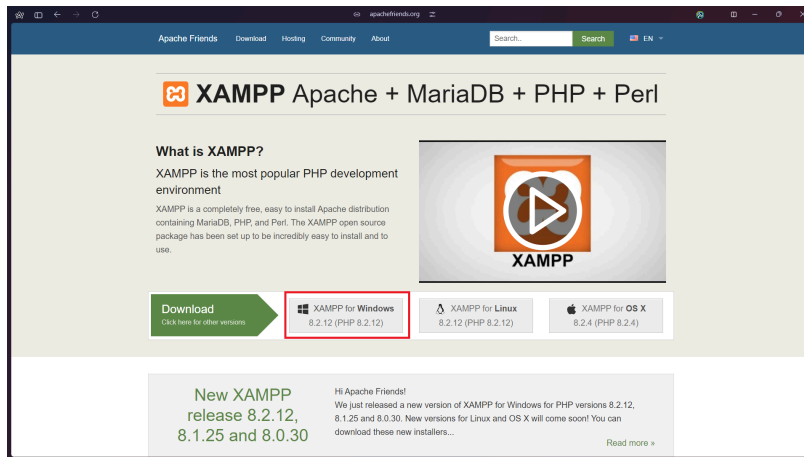 apachefriends.org
Apache Friends
Download
Hosting
Community
About
Search..
Search
EN
XAMPP Apache + MariaDB + PHP + Perl
What is XAMPP?
XAMPP is the most popular PHP development
environment
XAMPP is a completely free, easy to install Apache distribution
containing MariaDB, PHP, and Perl. The XAMPP open source
package has been set up to be incredibly easy to install and to
use.
XAMPP
Download
Click here for other versions
XAMPP for Windows
8.2.12 (PHP 8.2.12)
XAMPP for Linux
8.2.12 (PHP 8.2.12)
XAMPP for OS X
8.2.4 (PHP 8.2.4)
New XAMPP
release 8.2.12,
8.1.25 and 8.0.30
Hi Apache Friends!
We just released a new version of XAMPP for Windows for PHP versions 8.2.12,
8.1.25 and 8.0.30. New versions for Linux and OS X will come soon! You can
download these new installers...
Read more »